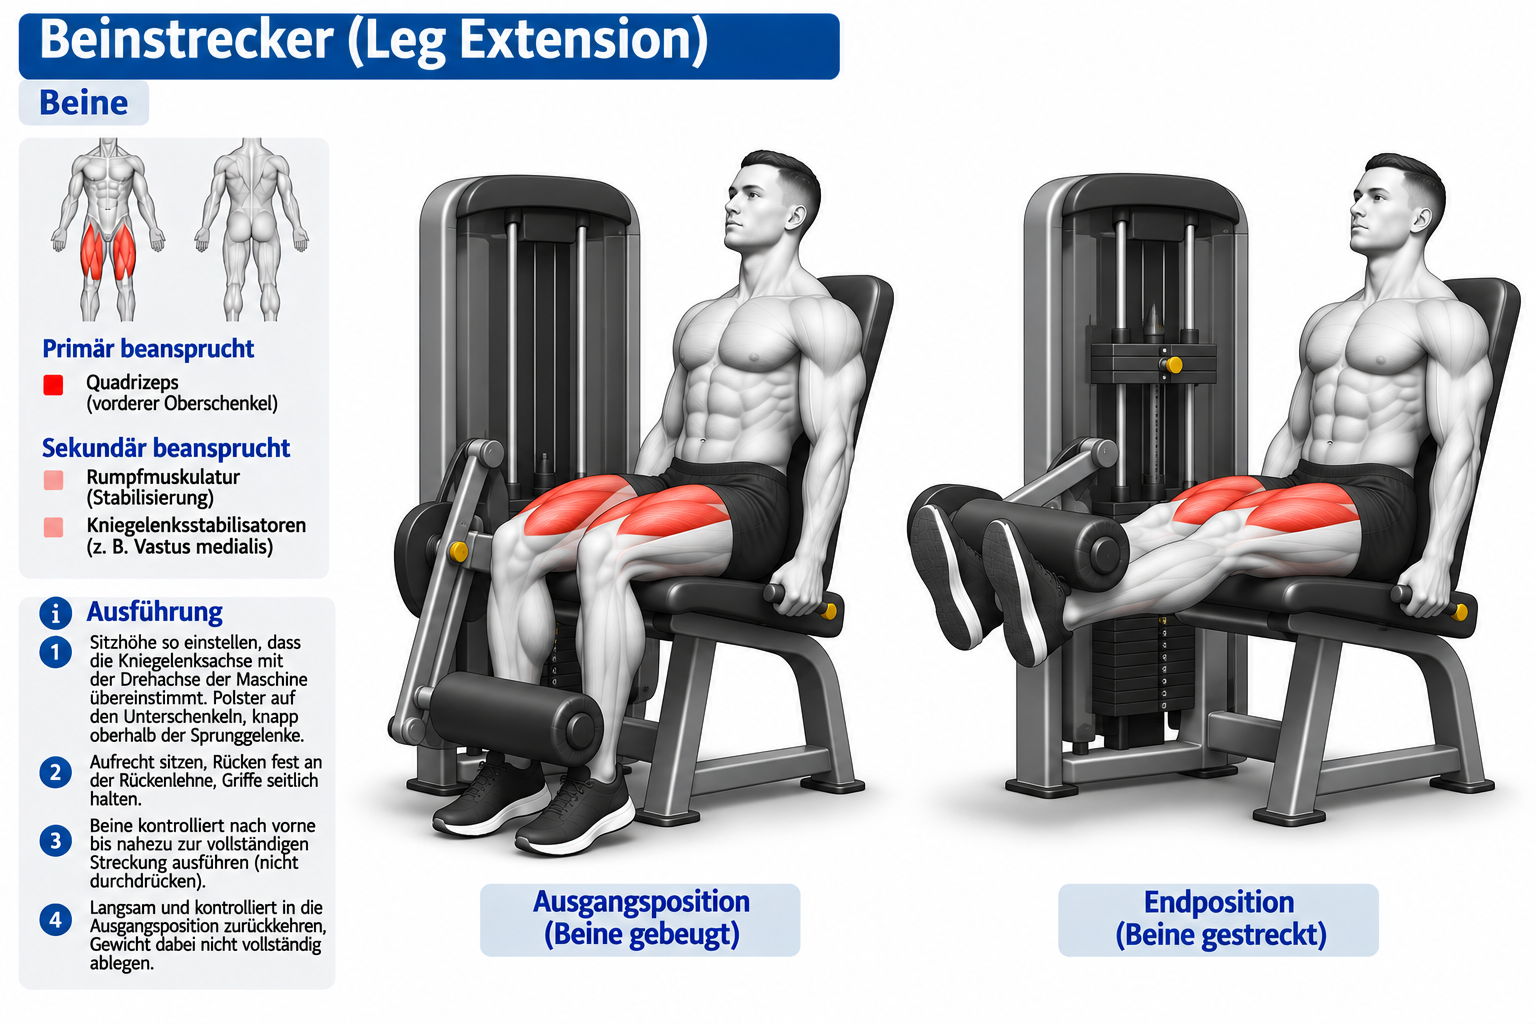 Beinstrecker (Leg Extension)
Beine
Primär beansprucht
Quadrizeps
(vorderer Oberschenkel)
Sekundär beansprucht
Rumpfmuskulatur
(Stabilisierung)
Kniegelenksstabilisatoren
(z. B. Vastus medialis)
i Ausführung
1 Sitzhöhe so einstellen, dass
die Kniegelenksachse mit
der Drehachse der Maschine
übereinstimmt. Polster auf
den Unterschenkeln, knapp
oberhalb der Sprunggelenke.
2 Aufrecht sitzen, Rücken fest an
der Rückenlehne, Griffe seitlich
halten.
3 Beine kontrolliert nach vorne
bis nahezu zur vollständigen
Streckung ausführen (nicht
durchdrücken).
4 Langsam und kontrolliert in die
Ausgangsposition zurückkehren,
Gewicht dabei nicht vollständig
ablegen.
Ausgangsposition
(Beine gebeugt)
Endposition
(Beine gestreckt)